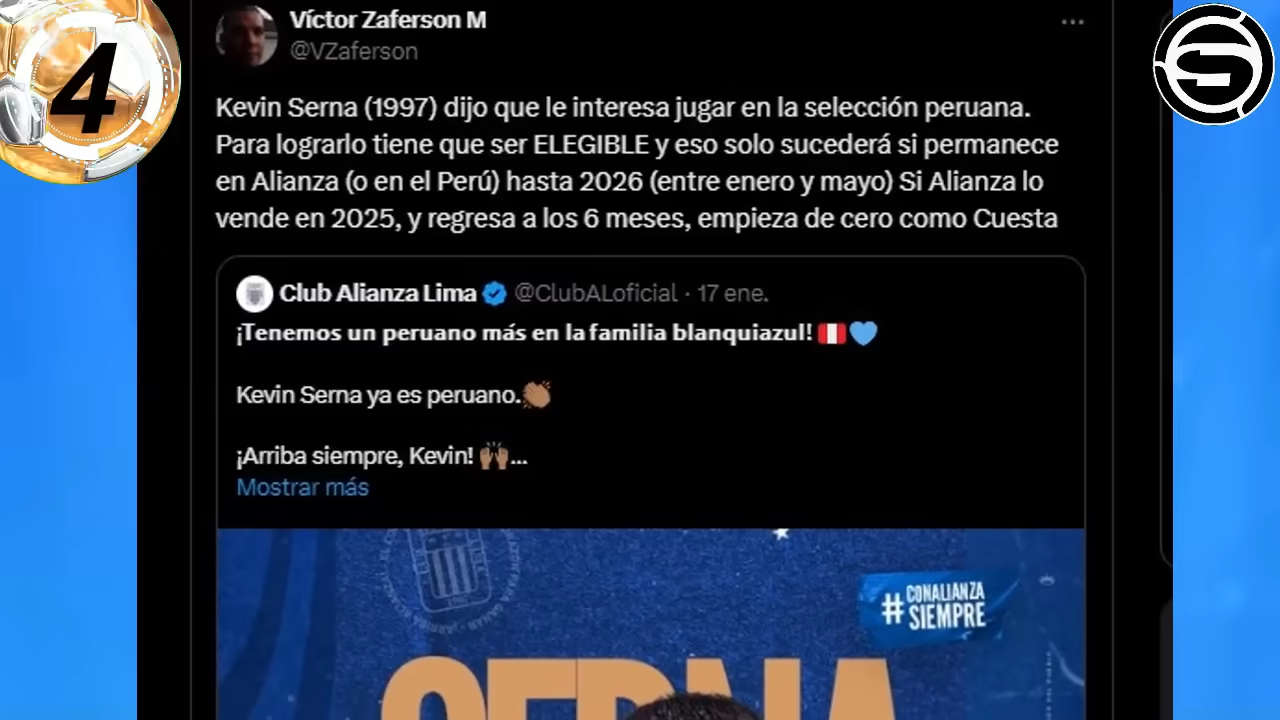 4
Víctor Zaferson M
@VZaferson
Kevin Serna (1997) dijo que le interesa jugar en la selección peruana.
Para lograrlo tiene que ser ELEGIBLE y eso solo sucederá si permanece
en Alianza (o en el Perú) hasta 2026 (entre enero y mayo) Si Alianza lo
vende en 2025, y regresa a los 6 meses, empieza de cero como Cuesta
Club Alianza Lima @ClubALoficial · 17 ene.
¡Tenemos un peruano más en la familia blanquiazul! 🇵🇪💙
Kevin Serna ya es peruano.👏🏽
¡Arriba siempre, Kevin! 🙌🏽...
Mostrar más
#CONALIANZA
SIEMPRE
SERNA